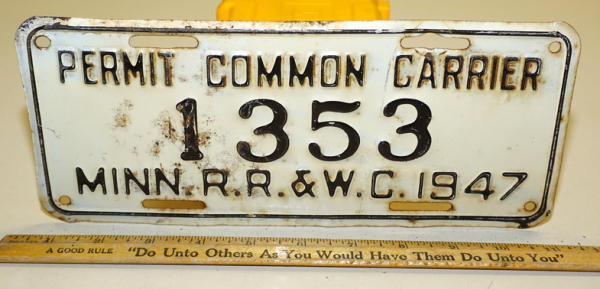 PERMIT COMMON CARRIER
1353
MINN. R.R. & W. C. 1947
A GOOD RULE "Do Unto Others As You Would Have Them Do Unto You"